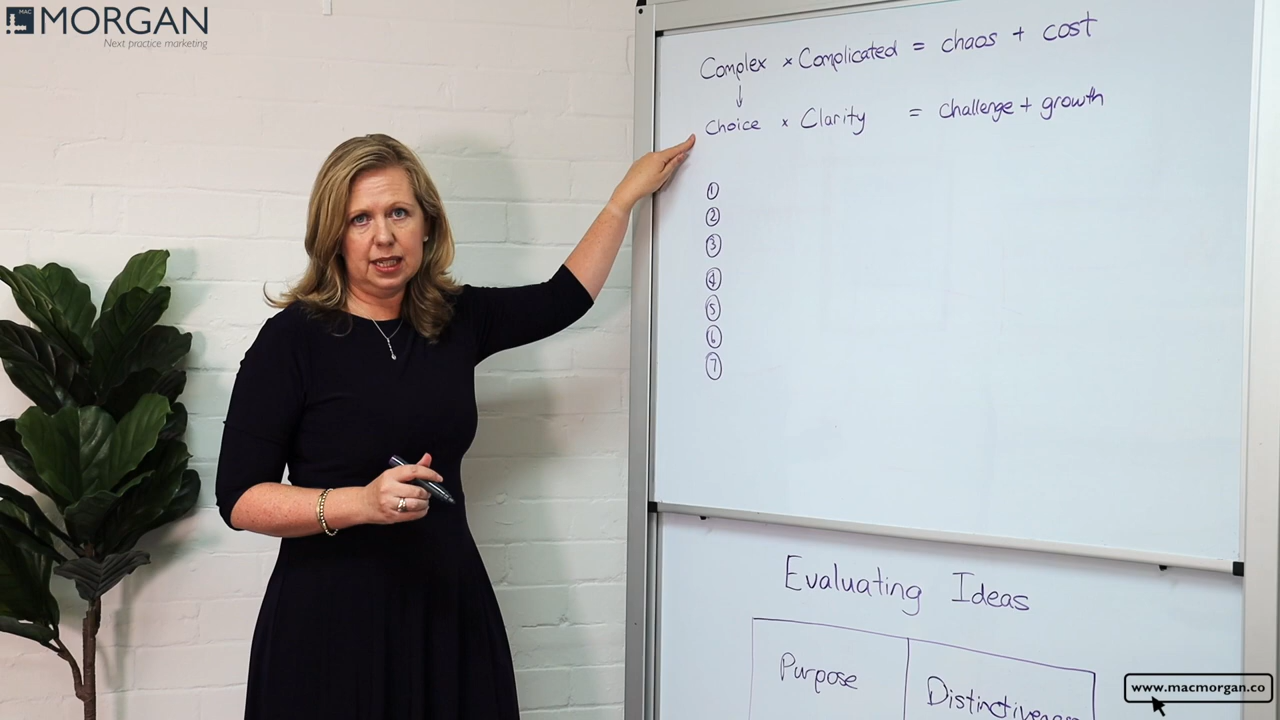 MAC
MORGAN
Next practice marketing
Complex × Complicated = chaos + cost
↓
Choice × Clarity = challenge + growth
①
②
③
④
⑤
⑥
⑦
Evaluating Ideas
Purpose
www.macmorgan.co